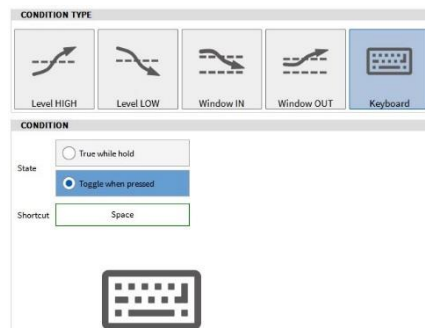 CONDITION TYPE
Level HIGH Level LOW Window IN Window OUT Keyboard
CONDITION
State
True while hold
Toggle when pressed
Shortcut Space